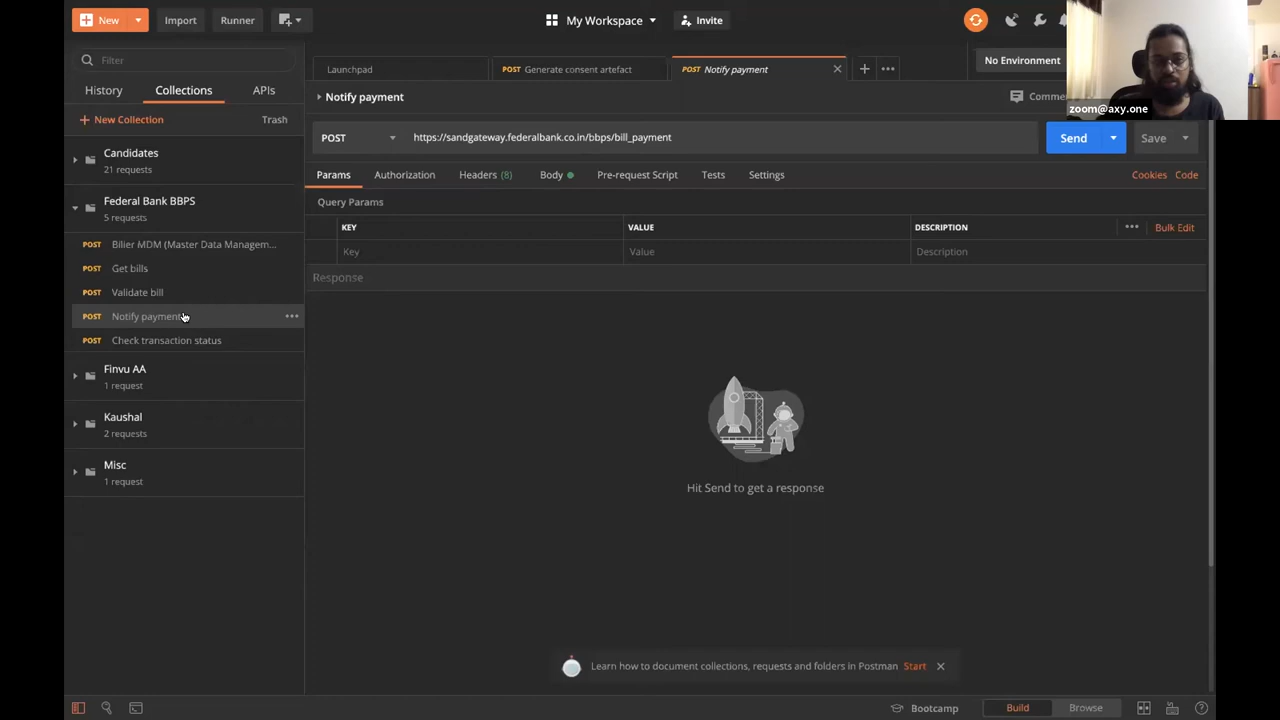 New
Import
Runner
My Workspace
Invite
Filter
History
Collections
APIs
New Collection
Trash
Candidates
21 requests
Federal Bank BBPS
5 requests
POST Bilier MDM (Master Data Managem...
POST Get bills
POST Validate bill
POST Notify payment
POST Check transaction status
Finvu AA
1 request
Kaushal
2 requests
Misc
1 request
Launchpad
POST Generate consent artefact
POST Notify payment
No Environment
zoom@axy.one
Notify payment
POST
https://sandgateway.federalbank.co.in/bbps/bill_payment
Send
Save
Params
Authorization
Headers (8)
Body
Pre-request Script
Tests
Settings
Cookies
Code
Query Params
KEY
VALUE
DESCRIPTION
Bulk Edit
Key
Value
Description
Response
Hit Send to get a response
Learn how to document collections, requests and folders in Postman Start
Bootcamp
Build
Browse